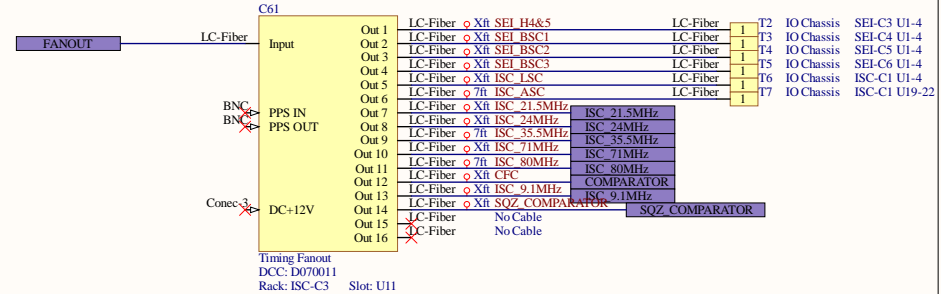 C61
LC-Fiber Xft SEI_H4&5 LC-Fiber 1 T2 IO Chassis SEI-C3 U1-4
FANOUT LC-Fiber Input Out 1
Out 2 LC-Fiber Xft SEI_BSC1 LC-Fiber 1 T3 IO Chassis SEI-C4 U1-4
Out 3 LC-Fiber Xft SEI_BSC2 LC-Fiber 1 T4 IO Chassis SEI-C5 U1-4
Out 4 LC-Fiber Xft SEI_BSC3 LC-Fiber 1 T5 IO Chassis SEI-C6 U1-4
Out 5 LC-Fiber Xft ISC_LSC LC-Fiber 1 T6 IO Chassis ISC-C1 U1-4
Out 6 LC-Fiber 7ft ISC_ASC LC-Fiber 1 T7 IO Chassis ISC-C1 U19-22
BNC PPS IN Out 7 LC-Fiber Xft ISC_21.5MHz ISC_21.5MHz
BNC PPS OUT Out 8 LC-Fiber Xft ISC_24MHz ISC_24MHz
Out 9 LC-Fiber 7ft ISC_35.5MHz ISC_35.5MHz
Out 10 LC-Fiber Xft ISC_71MHz ISC_71MHz
Out 11 LC-Fiber 7ft ISC_80MHz ISC_80MHz
Out 12 LC-Fiber Xft CFC COMPARATOR
Out 13 LC-Fiber Xft ISC_9.1MHz ISC_9.1MHz
Conec-3 DC+12V Out 14 LC-Fiber Xft SQZ_COMPARATOR SQZ_COMPARATOR
Out 15 LC-Fiber No Cable
Out 16 LC-Fiber No Cable
Timing Fanout
DCC: D070011
Rack: ISC-C3 Slot: U11